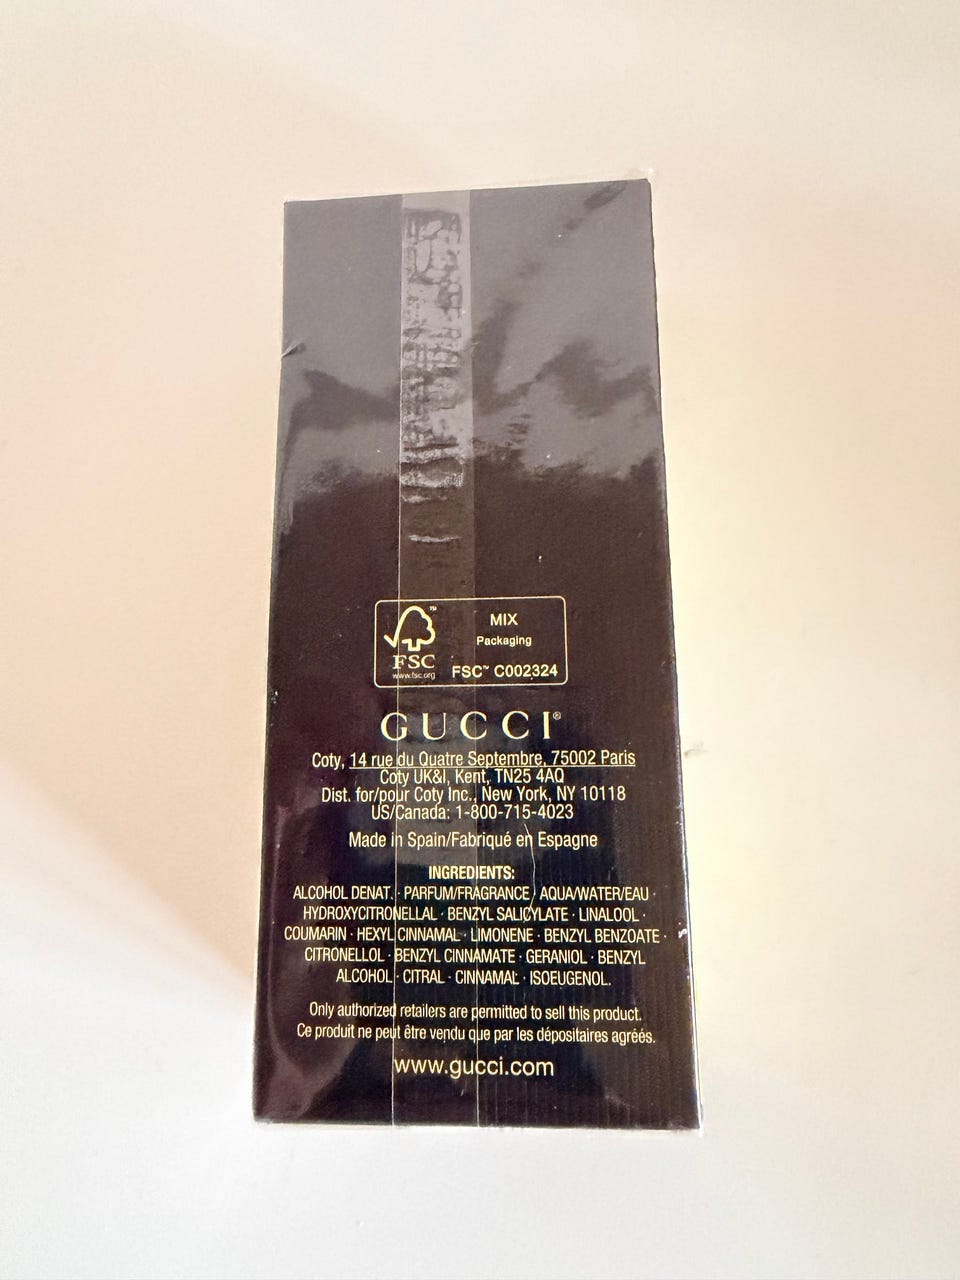 MIX
Packaging
FSC
www.fsc.org
FSC™ C002324
GUCCI®
Coty, 14 rue du Quatre Septembre, 75002 Paris
Coty UK&I, Kent, TN25 4AQ
Dist. for/pour Coty Inc., New York, NY 10118
US/Canada: 1-800-715-4023
Made in Spain/Fabriqué en Espagne
INGREDIENTS:
ALCOHOL DENAT. · PARFUM/FRAGRANCE · AQUA/WATER/EAU ·
HYDROXYCITRONELLAL · BENZYL SALICYLATE · LINALOOL ·
COUMARIN · HEXYL CINNAMAL · LIMONENE · BENZYL BENZOATE ·
CITRONELLOL · BENZYL CINNAMATE · GERANIOL · BENZYL
ALCOHOL · CITRAL · CINNAMAL · ISOEUGENOL.
Only authorized retailers are permitted to sell this product.
Ce produit ne peut être vendu que par les dépositaires agréés.
www.gucci.com